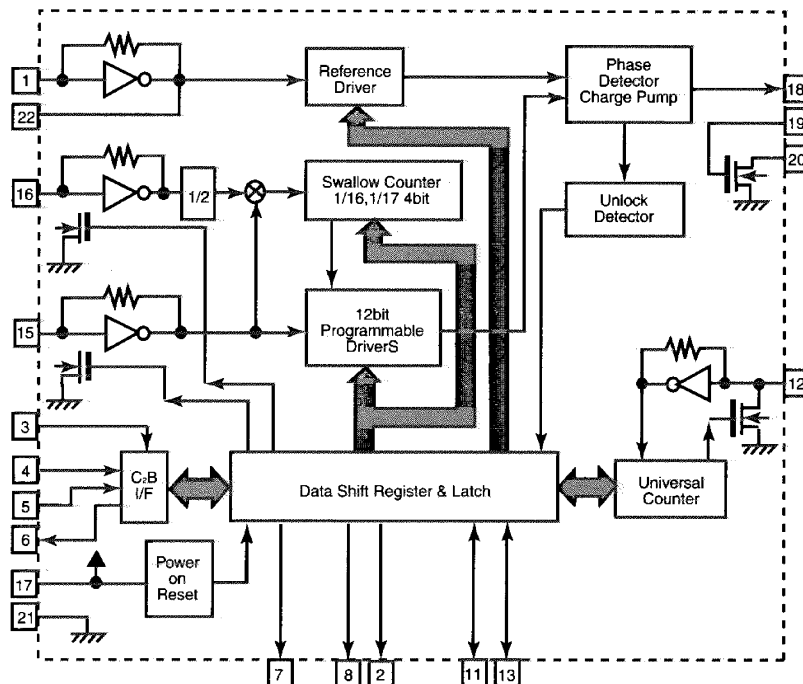 1
Reference
Driver
Phase
Detector
Charge Pump
18
22
19
20
16
1/2
Swallow Counter
1/16,1/17 4bit
Unlock
Detector
15
12bit
Programmable
DriverS
12
3
4
5
6
C₂B
I/F
Data Shift Register & Latch
Universal
Counter
17
Power
on
Reset
21
7
8
2
11
13